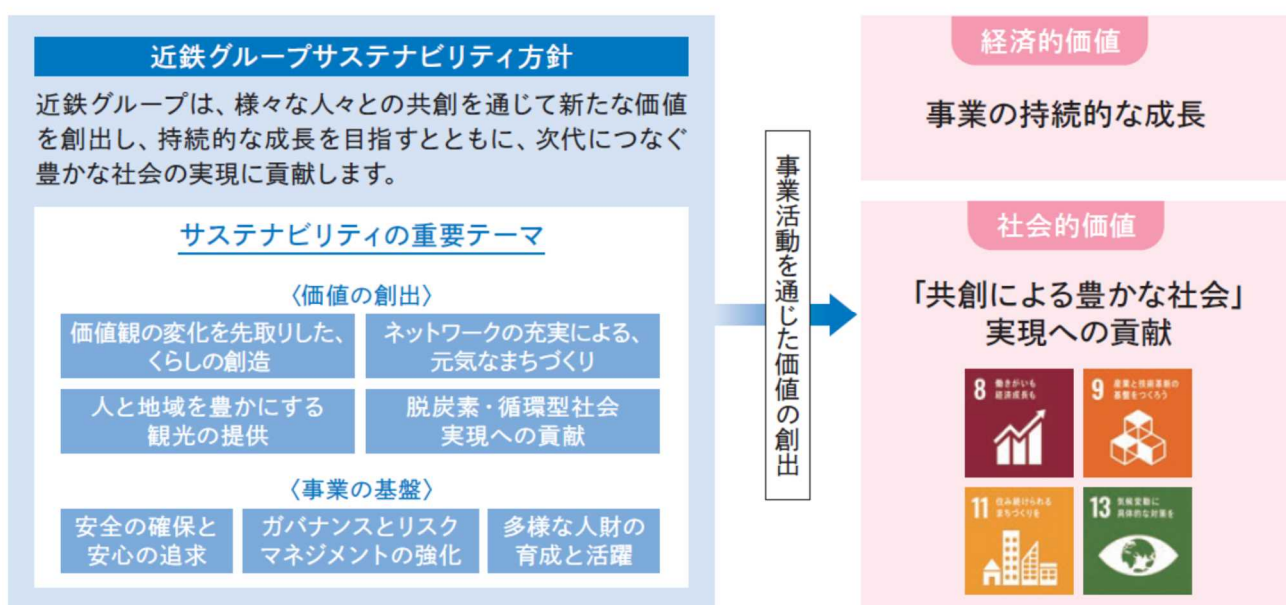 近鉄グループサステナビリティ方針
近鉄グループは、様々な人々との共創を通じて新たな価値
を創出し、持続的な成長を目指すとともに、次代につなぐ
豊かな社会の実現に貢献します。
サステナビリティの重要テーマ
〈価値の創出〉
価値観の変化を先取りした、
くらしの創造
ネットワークの充実による、
元気なまちづくり
人と地域を豊かにする
観光の提供
脱炭素・循環型社会
実現への貢献
〈事業の基盤〉
安全の確保と
安心の追求
ガバナンスとリスク
マネジメントの強化
多様な人財の
育成と活躍
事業活動を通じた価値の創出
経済的価値
事業の持続的な成長
社会的価値
「共創による豊かな社会」
実現への貢献
8 働きがいも
経済成長も
9 産業と技術革新の
基盤をつくろう
11 住み続けられる
まちづくりを
13 気候変動に
具体的な対策を